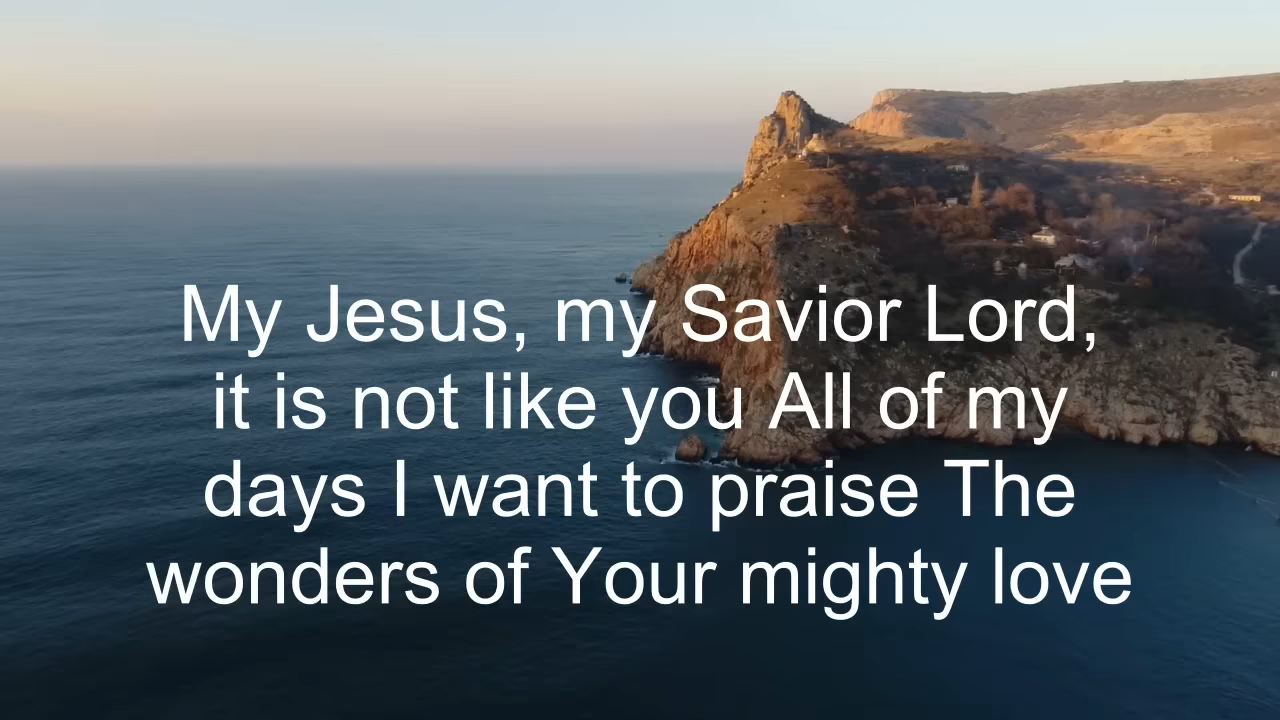 My Jesus, my Savior Lord,
it is not like you All of my
days I want to praise The
wonders of Your mighty love